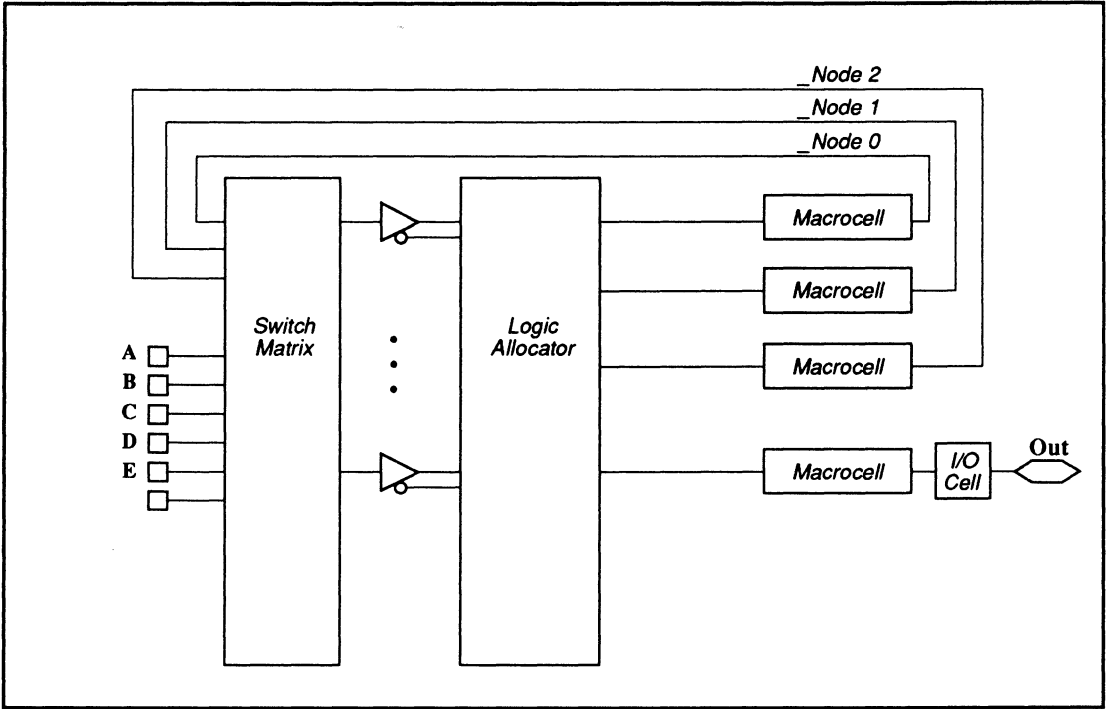 _Node 2
_Node 1
_Node 0
Macrocell
Macrocell
Switch
Matrix
Logic
Allocator
A
B
C
D
E
Macrocell
Macrocell
I/O
Cell
Out